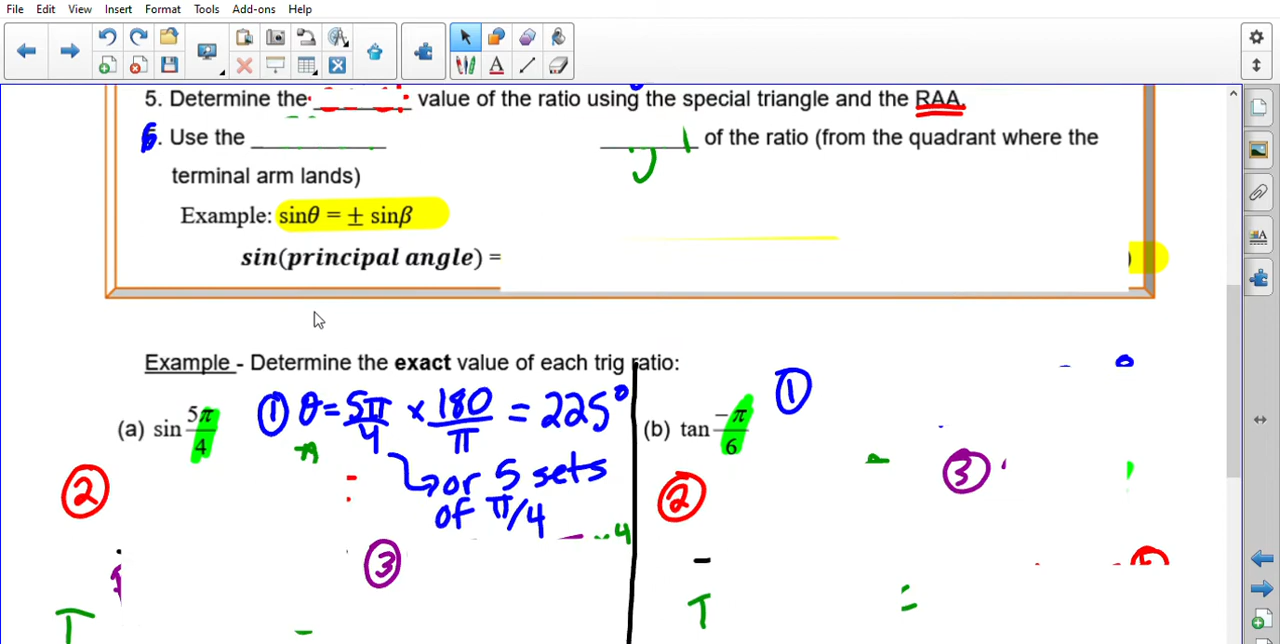 File Edit View Insert Format Tools Add-ons Help
5. Determine the ________ value of the ratio using the special triangle and the RAA.
6. Use the ________ ________ of the ratio (from the quadrant where the
terminal arm lands)
Example: sinθ = ± sinβ
sin(principal angle) =
Example - Determine the exact value of each trig ratio:
(a) sin 5π/4
① θ = 5π/4 × 180/π = 225°
or 5 sets
of π/4
②
③
(b) tan -π/6
①
②
③